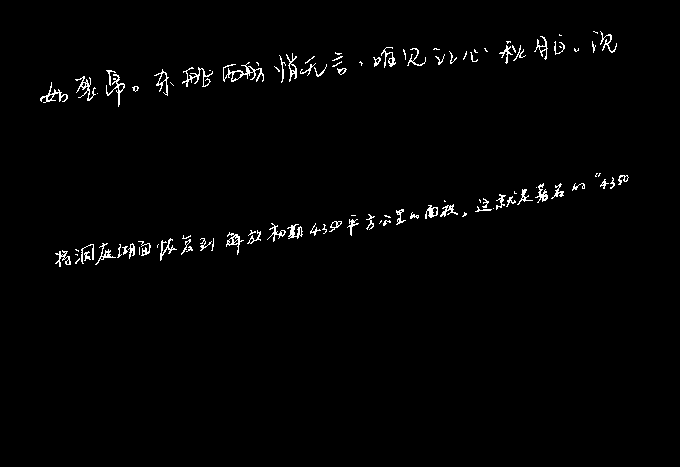 如裂帛。东船西舫悄无言，唯见江心秋月白。沉
将洞庭湖面恢复到解放初期4350平方公里的面积。这就是著名的“4350